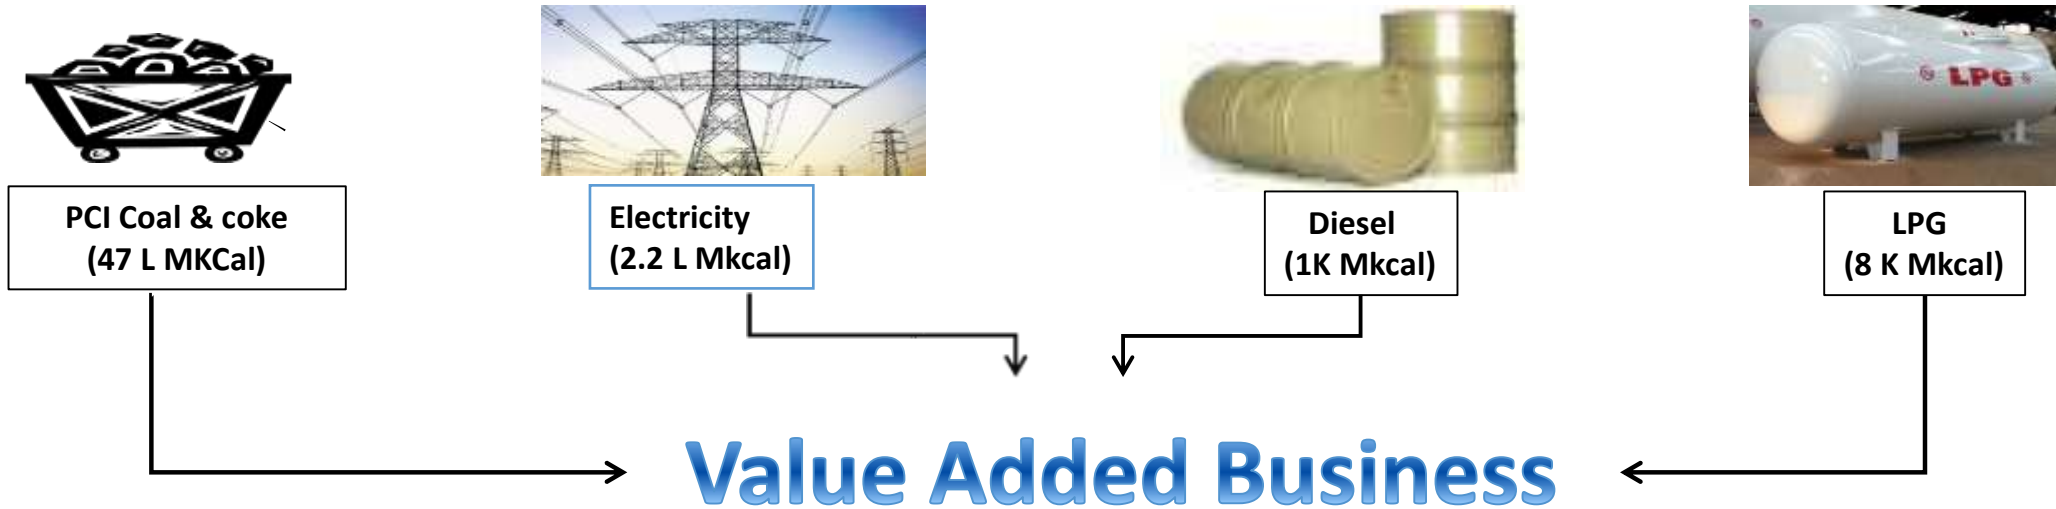 LPG
PCI Coal & coke
(47 L MKCal)
Electricity
(2.2 L Mkcal)
Diesel
(1K Mkcal)
LPG
(8 K Mkcal)
Value Added Business